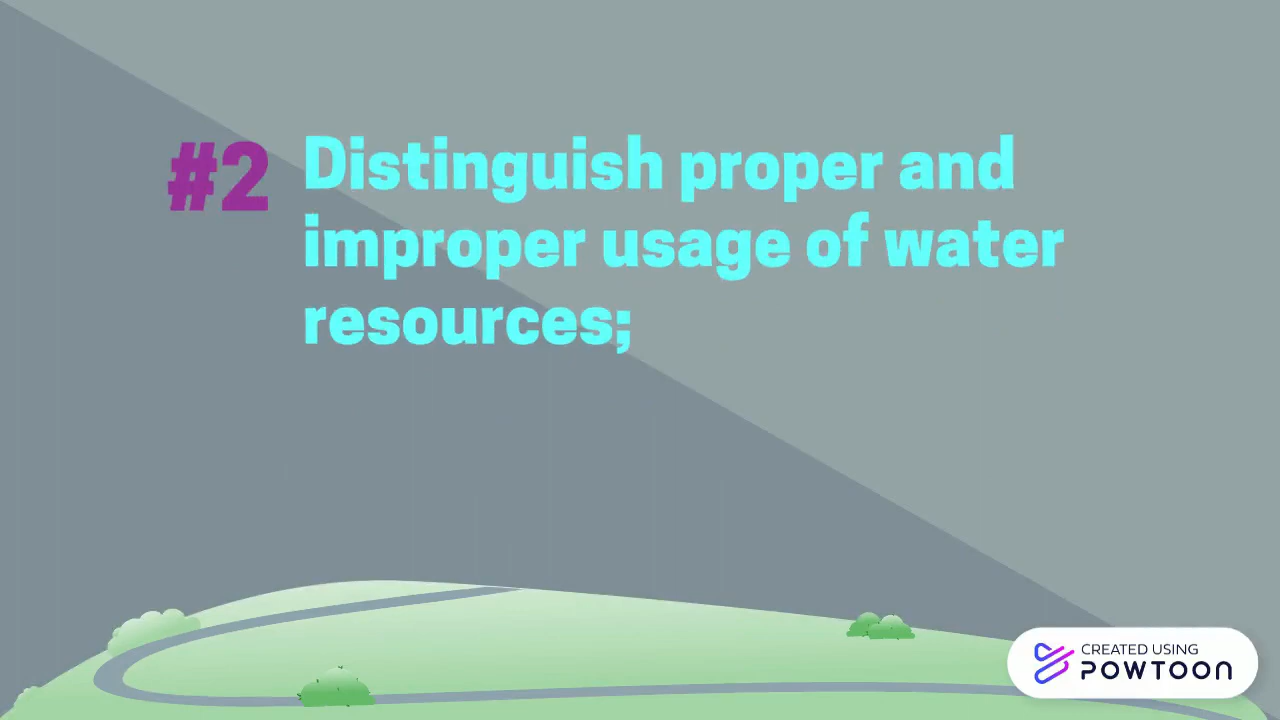 #2 Distinguish proper and
improper usage of water
resources;
CREATED USING
POWTOON